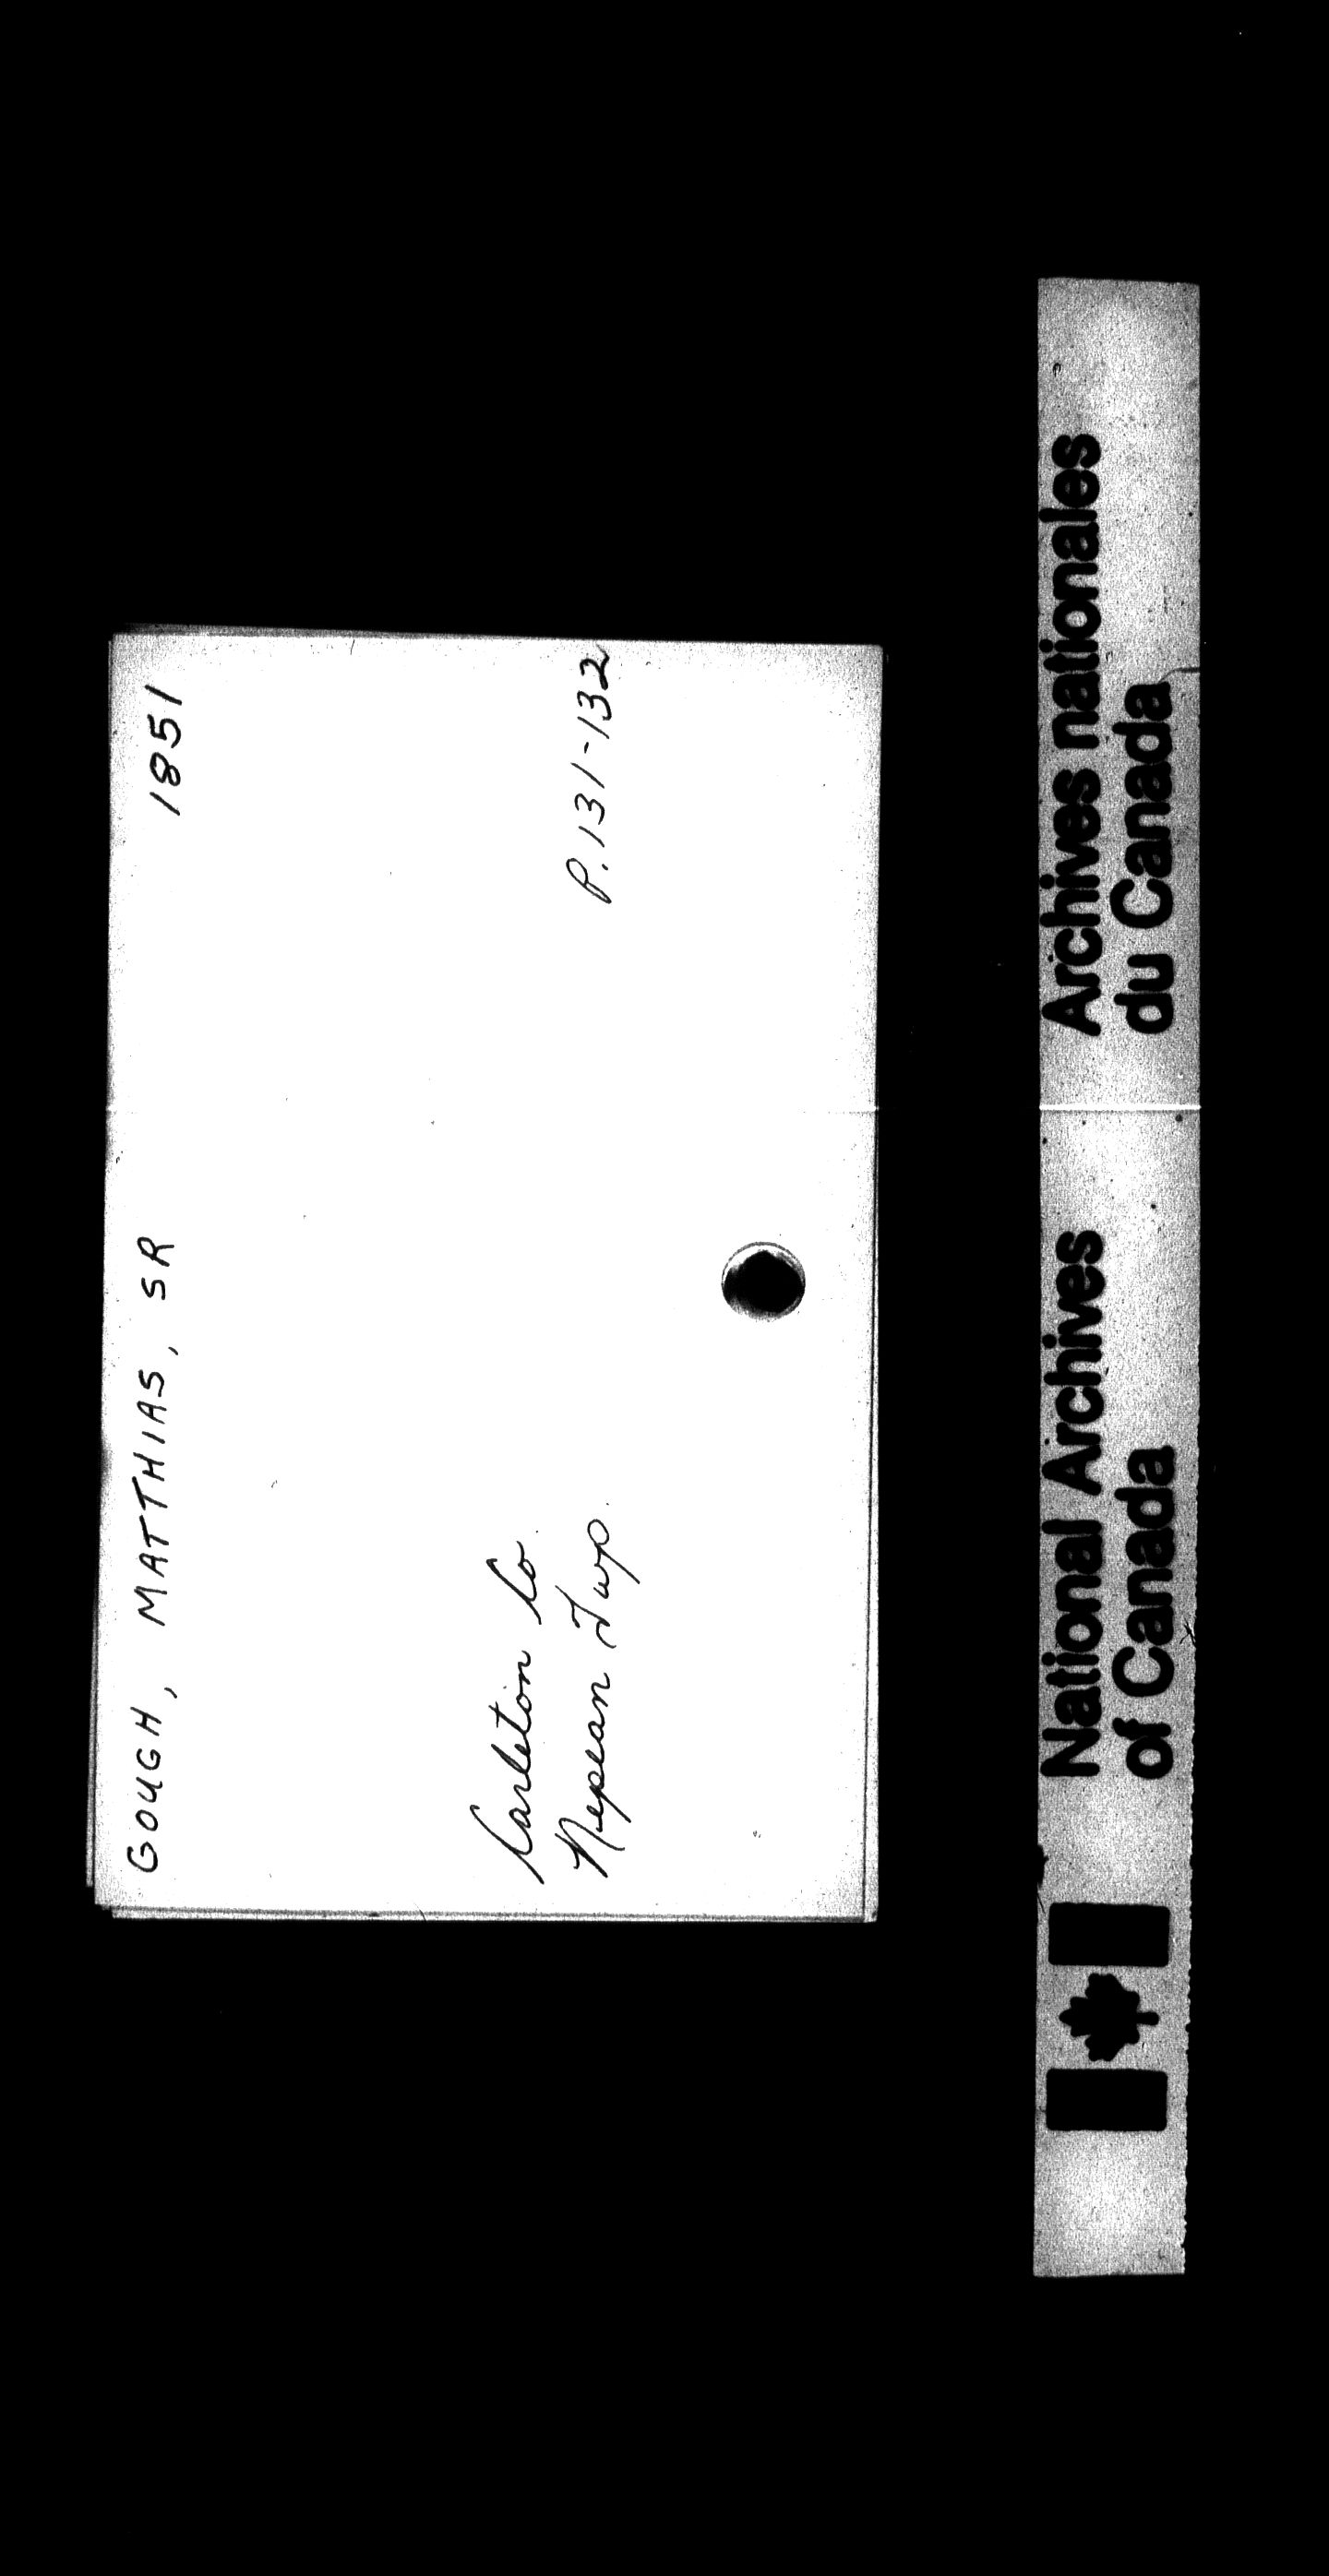 GOUGH, MATTHIAS, SR 1851
Carleton Co.
Nepean Twp. P. 131-132
National Archives
of Canada
Archives nationales
du Canada